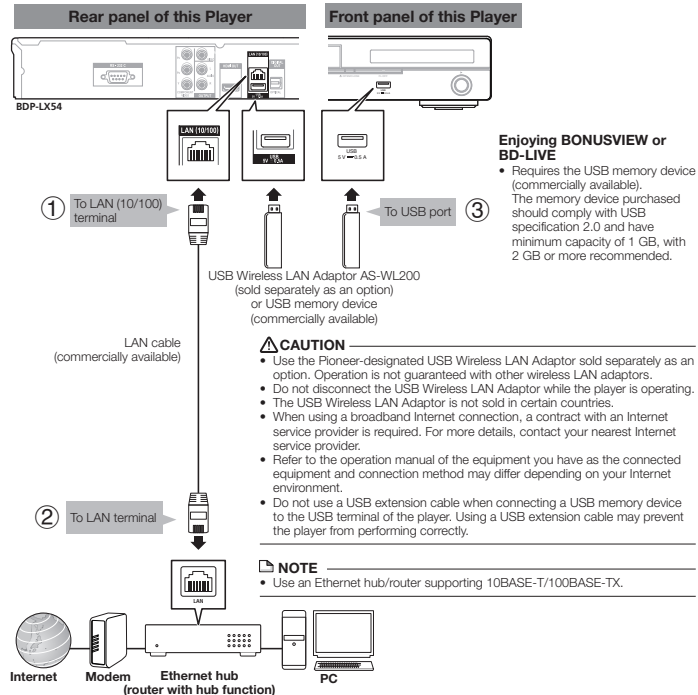 Rear panel of this Player
Front panel of this Player
LAN (10/100)
BDP-LX54
LAN (10/100)
USB
5V 0.5A
USB
5 V 0.5 A
Enjoying BONUSVIEW or
BD-LIVE
• Requires the USB memory device
(commercially available).
The memory device purchased
should comply with USB
specification 2.0 and have
minimum capacity of 1 GB, with
2 GB or more recommended.
① To LAN (10/100)
terminal
To USB port ③
USB Wireless LAN Adaptor AS-WL200
(sold separately as an option)
or USB memory device
(commercially available)
LAN cable
(commercially available)
CAUTION
• Use the Pioneer-designated USB Wireless LAN Adaptor sold separately as an
option. Operation is not guaranteed with other wireless LAN adaptors.
• Do not disconnect the USB Wireless LAN Adaptor while the player is operating.
• The USB Wireless LAN Adaptor is not sold in certain countries.
• When using a broadband Internet connection, a contract with an Internet
service provider is required. For more details, contact your nearest Internet
service provider.
• Refer to the operation manual of the equipment you have as the connected
equipment and connection method may differ depending on your Internet
environment.
• Do not use a USB extension cable when connecting a USB memory device
to the USB terminal of the player. Using a USB extension cable may prevent
the player from performing correctly.
② To LAN terminal
NOTE
• Use an Ethernet hub/router supporting 10BASE-T/100BASE-TX.
LAN
Internet
Modem
Ethernet hub
(router with hub function)
PC